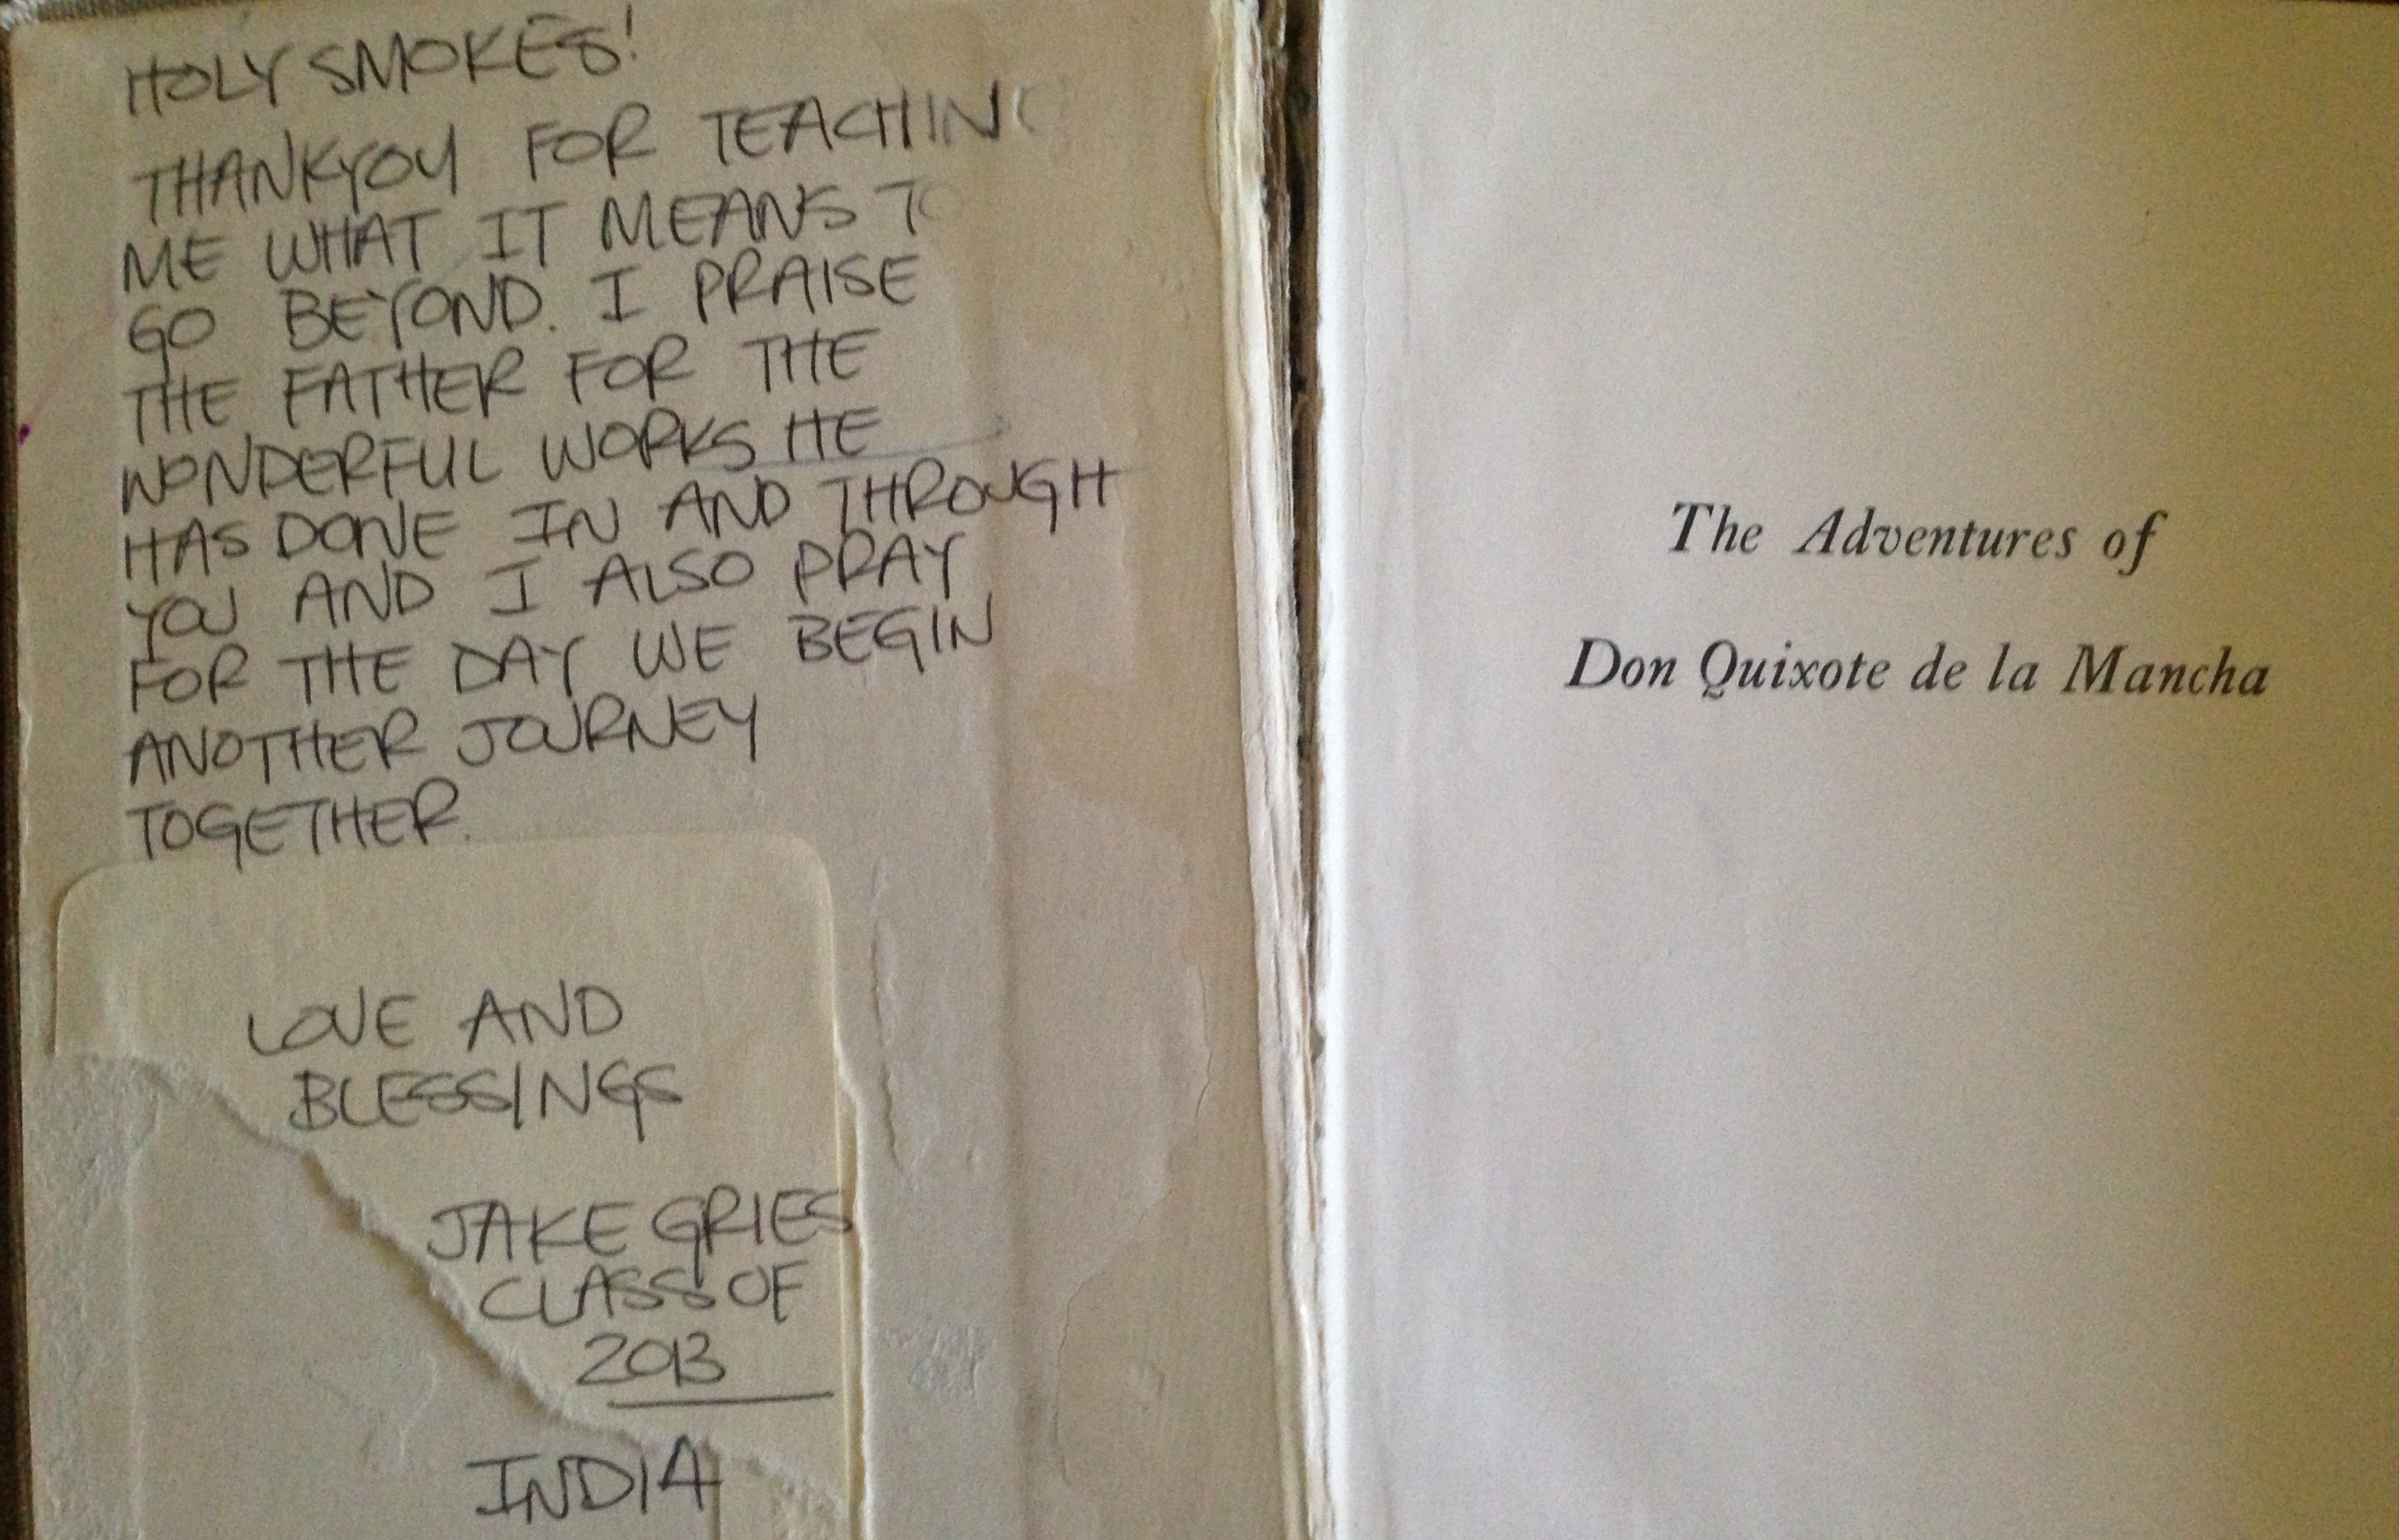 HOLY SMOKES!
THANKYOU FOR TEACHING
ME WHAT IT MEANS TO
GO BEYOND. I PRAISE
THE FATHER FOR THE
WONDERFUL WORKS HE
HAS DONE IN AND THROUGH
YOU AND I ALSO PRAY
FOR THE DAY WE BEGIN
ANOTHER JOURNEY
TOGETHER.
LOVE AND
BLESSINGS
JAKE GRIES
CLASS OF
2013
INDIA
The Adventures of
Don Quixote de la Mancha